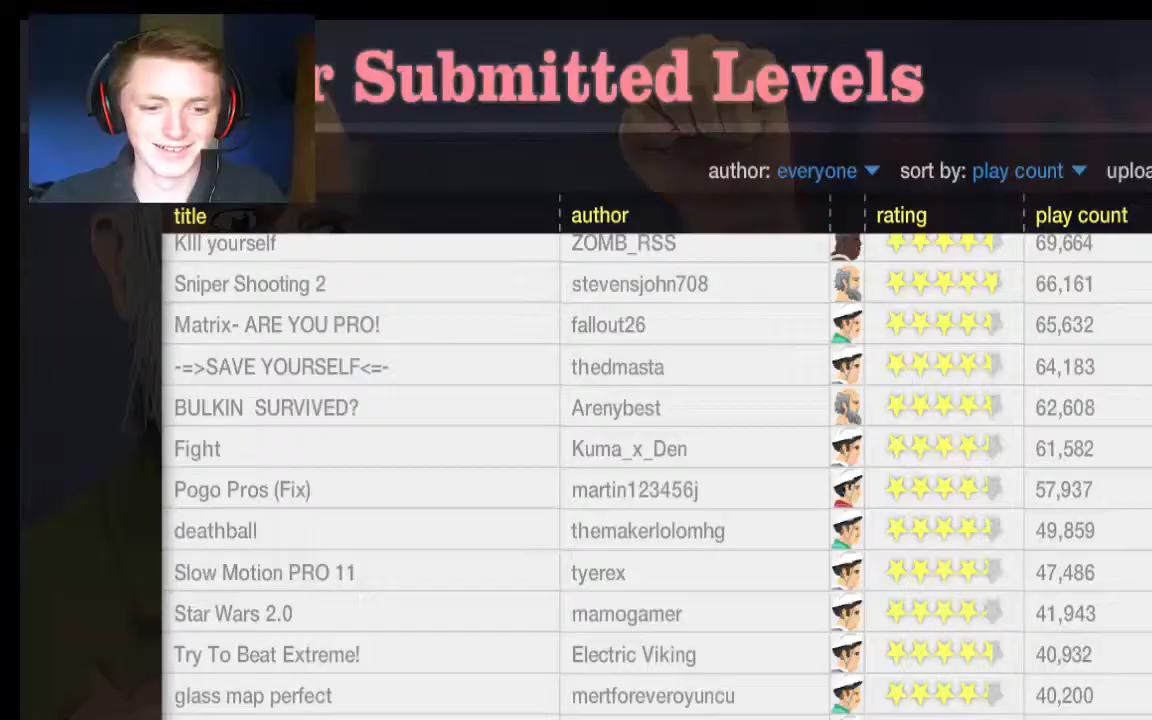 r Submitted Levels
author: everyone sort by: play count uploa
title author rating play count
KIll yourself ZOMB_RSS 69,664
Sniper Shooting 2 stevensjohn708 66,161
Matrix- ARE YOU PRO! fallout26 65,632
-=>SAVE YOURSELF<=- thedmasta 64,183
BULKIN SURVIVED? Arenybest 62,608
Fight Kuma_x_Den 61,582
Pogo Pros (Fix) martin123456j 57,937
deathball themakerlolomhg 49,859
Slow Motion PRO 11 tyerex 47,486
Star Wars 2.0 mamogamer 41,943
Try To Beat Extreme! Electric Viking 40,932
glass map perfect mertforeveroyuncu 40,200